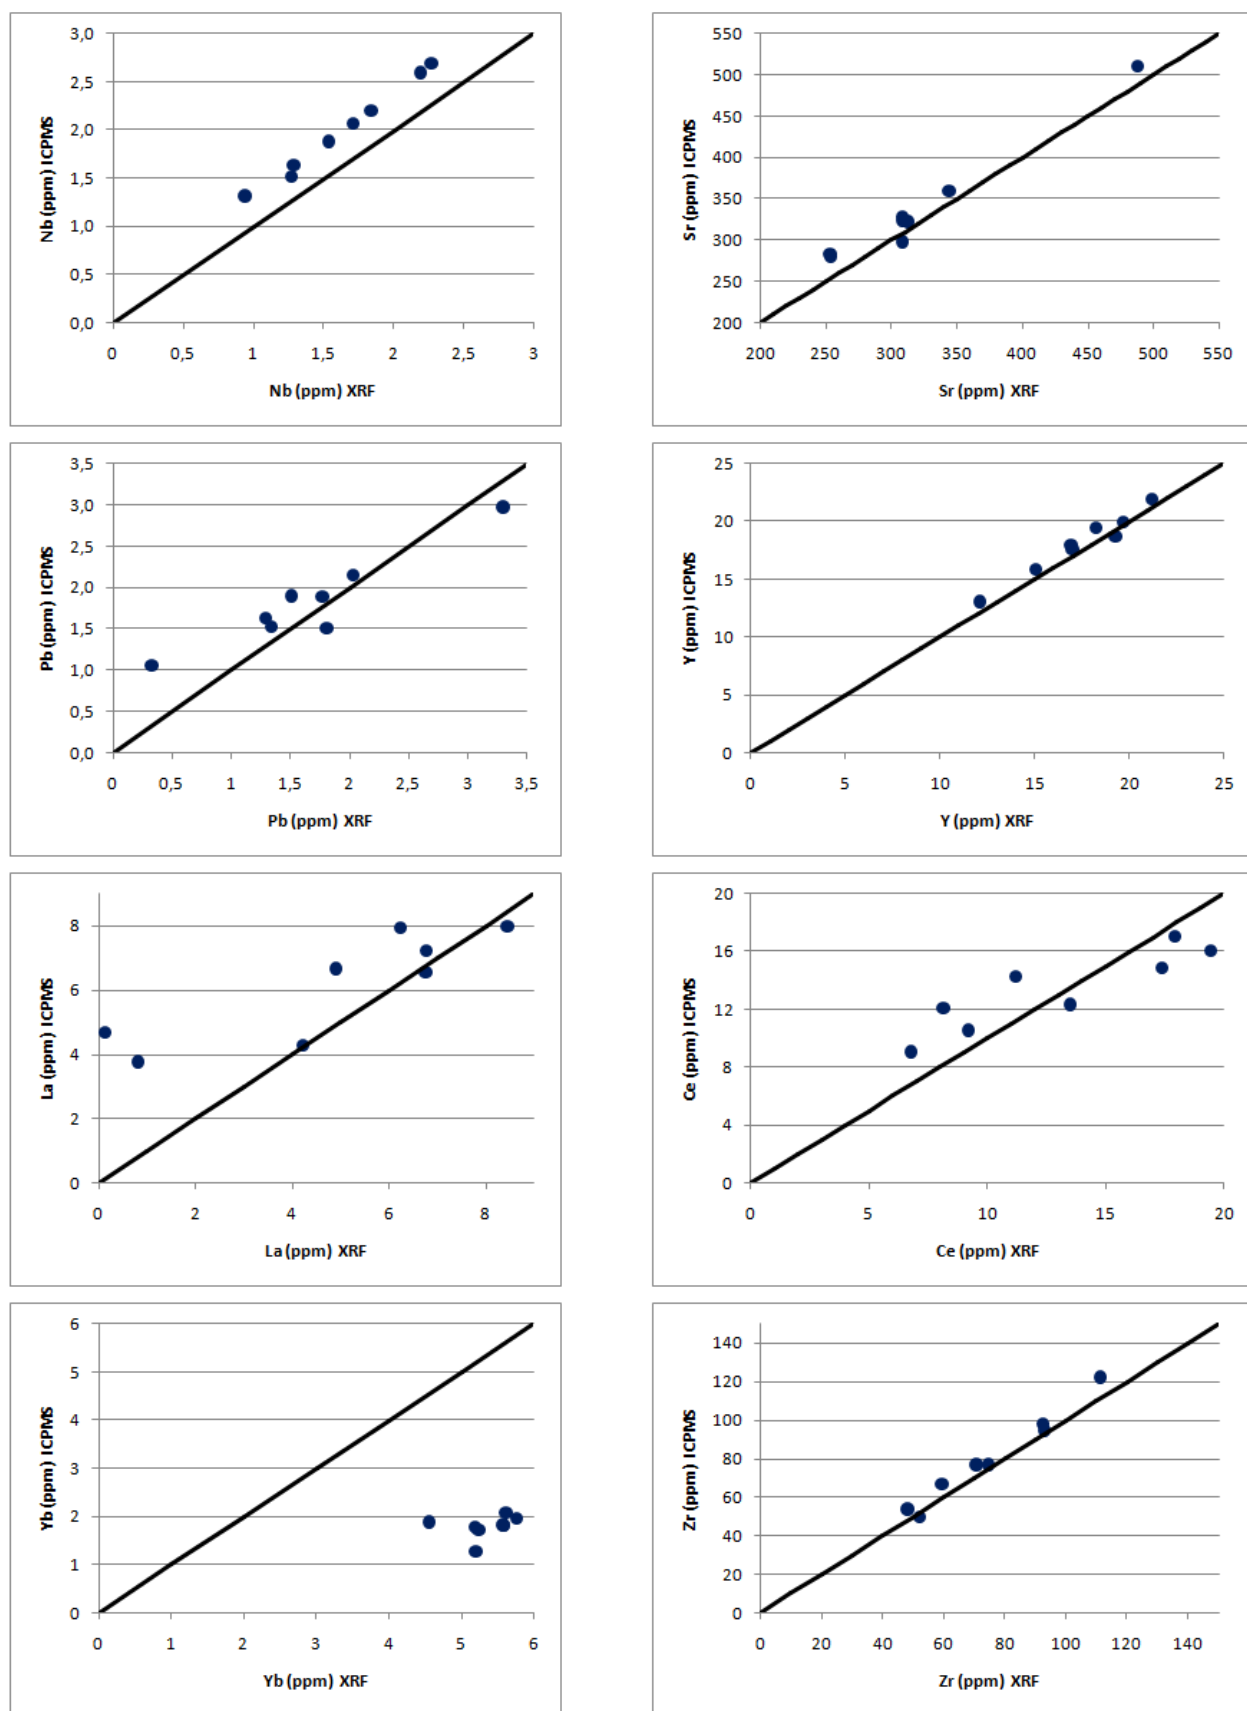 3,0
2,5
2,0
1,5
1,0
0,5
0,0
Nb (ppm) ICPMS
0 0,5 1 1,5 2 2,5 3
Nb (ppm) XRF
550
500
450
400
350
300
250
200
Sr (ppm) ICPMS
200 250 300 350 400 450 500 550
Sr (ppm) XRF
3,5
3,0
2,5
2,0
1,5
1,0
0,5
0,0
Pb (ppm) ICPMS
0 0,5 1 1,5 2 2,5 3 3,5
Pb (ppm) XRF
25
20
15
10
5
0
Y (ppm) ICPMS
0 5 10 15 20 25
Y (ppm) XRF
8
6
4
2
0
La (ppm) ICPMS
0 2 4 6 8
La (ppm) XRF
20
16
12
8
4
0
Ce (ppm) ICPMS
0 5 10 15 20
Ce (ppm) XRF
6
5
4
3
2
1
0
Yb (ppm) ICPMS
0 1 2 3 4 5 6
Yb (ppm) XRF
140
120
100
80
60
40
20
0
Zr (ppm) ICPMS
0 20 40 60 80 100 120 140
Zr (ppm) XRF